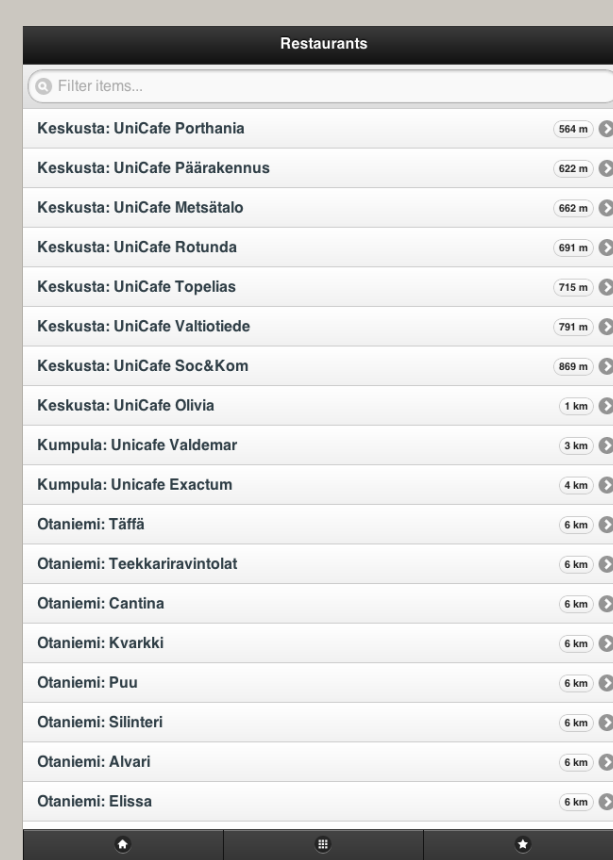 Restaurants
Filter items...
Keskusta: UniCafe Porthania 564 m
Keskusta: UniCafe Päärakennus 622 m
Keskusta: UniCafe Metsätalo 662 m
Keskusta: UniCafe Rotunda 691 m
Keskusta: UniCafe Topelias 715 m
Keskusta: UniCafe Valtiotiede 791 m
Keskusta: UniCafe Soc&Kom 869 m
Keskusta: UniCafe Olivia 1 km
Kumpula: Unicafe Valdemar 3 km
Kumpula: Unicafe Exactum 4 km
Otaniemi: Täffä 6 km
Otaniemi: Teekkariravintolat 6 km
Otaniemi: Cantina 6 km
Otaniemi: Kvarkki 6 km
Otaniemi: Puu 6 km
Otaniemi: Silinteri 6 km
Otaniemi: Alvari 6 km
Otaniemi: Elissa 6 km